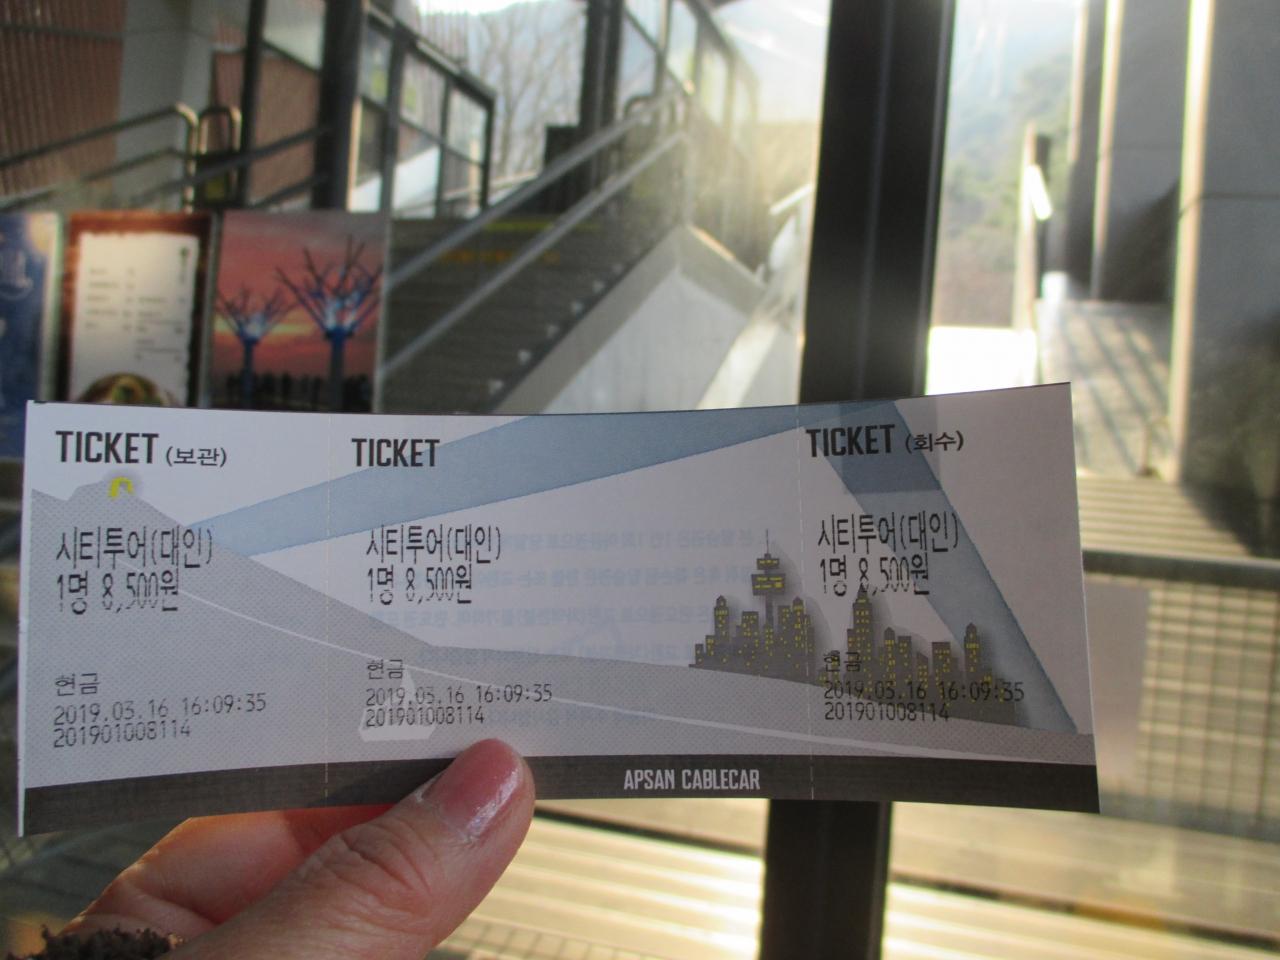 TICKET (보관)
시티투어(대인)
1명 8,500원
현금
2019.03.16 16:09:35
201901008114
TICKET
시티투어(대인)
1명 8,500원
현금
2019.03.16 16:09:35
201901008114
TICKET (회수)
시티투어(대인)
1명 8,500원
현금
2019.03.16 16:09:35
201901008114
APSAN CABLECAR